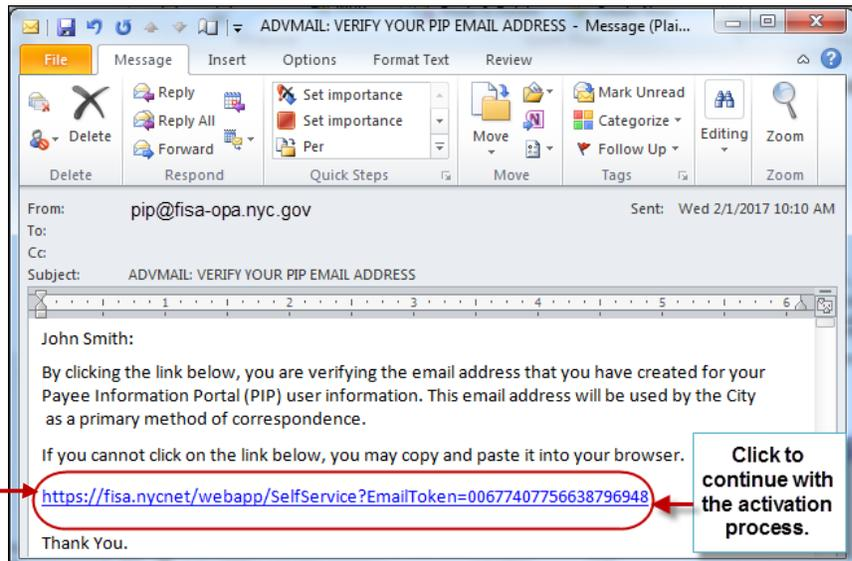 ADVMAIL: VERIFY YOUR PIP EMAIL ADDRESS - Message (Plai...
File Message Insert Options Format Text Review
Delete
Delete
Reply
Reply All
Forward
Respond
Set importance
Set importance
Per
Quick Steps
Move
Move
Mark Unread
Categorize
Follow Up
Tags
Editing
Zoom
Zoom
From: pip@fisa-opa.nyc.gov Sent: Wed 2/1/2017 10:10 AM
To:
Cc:
Subject: ADVMAIL: VERIFY YOUR PIP EMAIL ADDRESS
1 2 3 4 5 6
John Smith:
By clicking the link below, you are verifying the email address that you have created for your
Payee Information Portal (PIP) user information. This email address will be used by the City
as a primary method of correspondence.
If you cannot click on the link below, you may copy and paste it into your browser.
https://fisa.nycnet/webapp/SelfService?EmailToken=00677407756638796948
Thank You.
Click to
continue with
the activation
process.